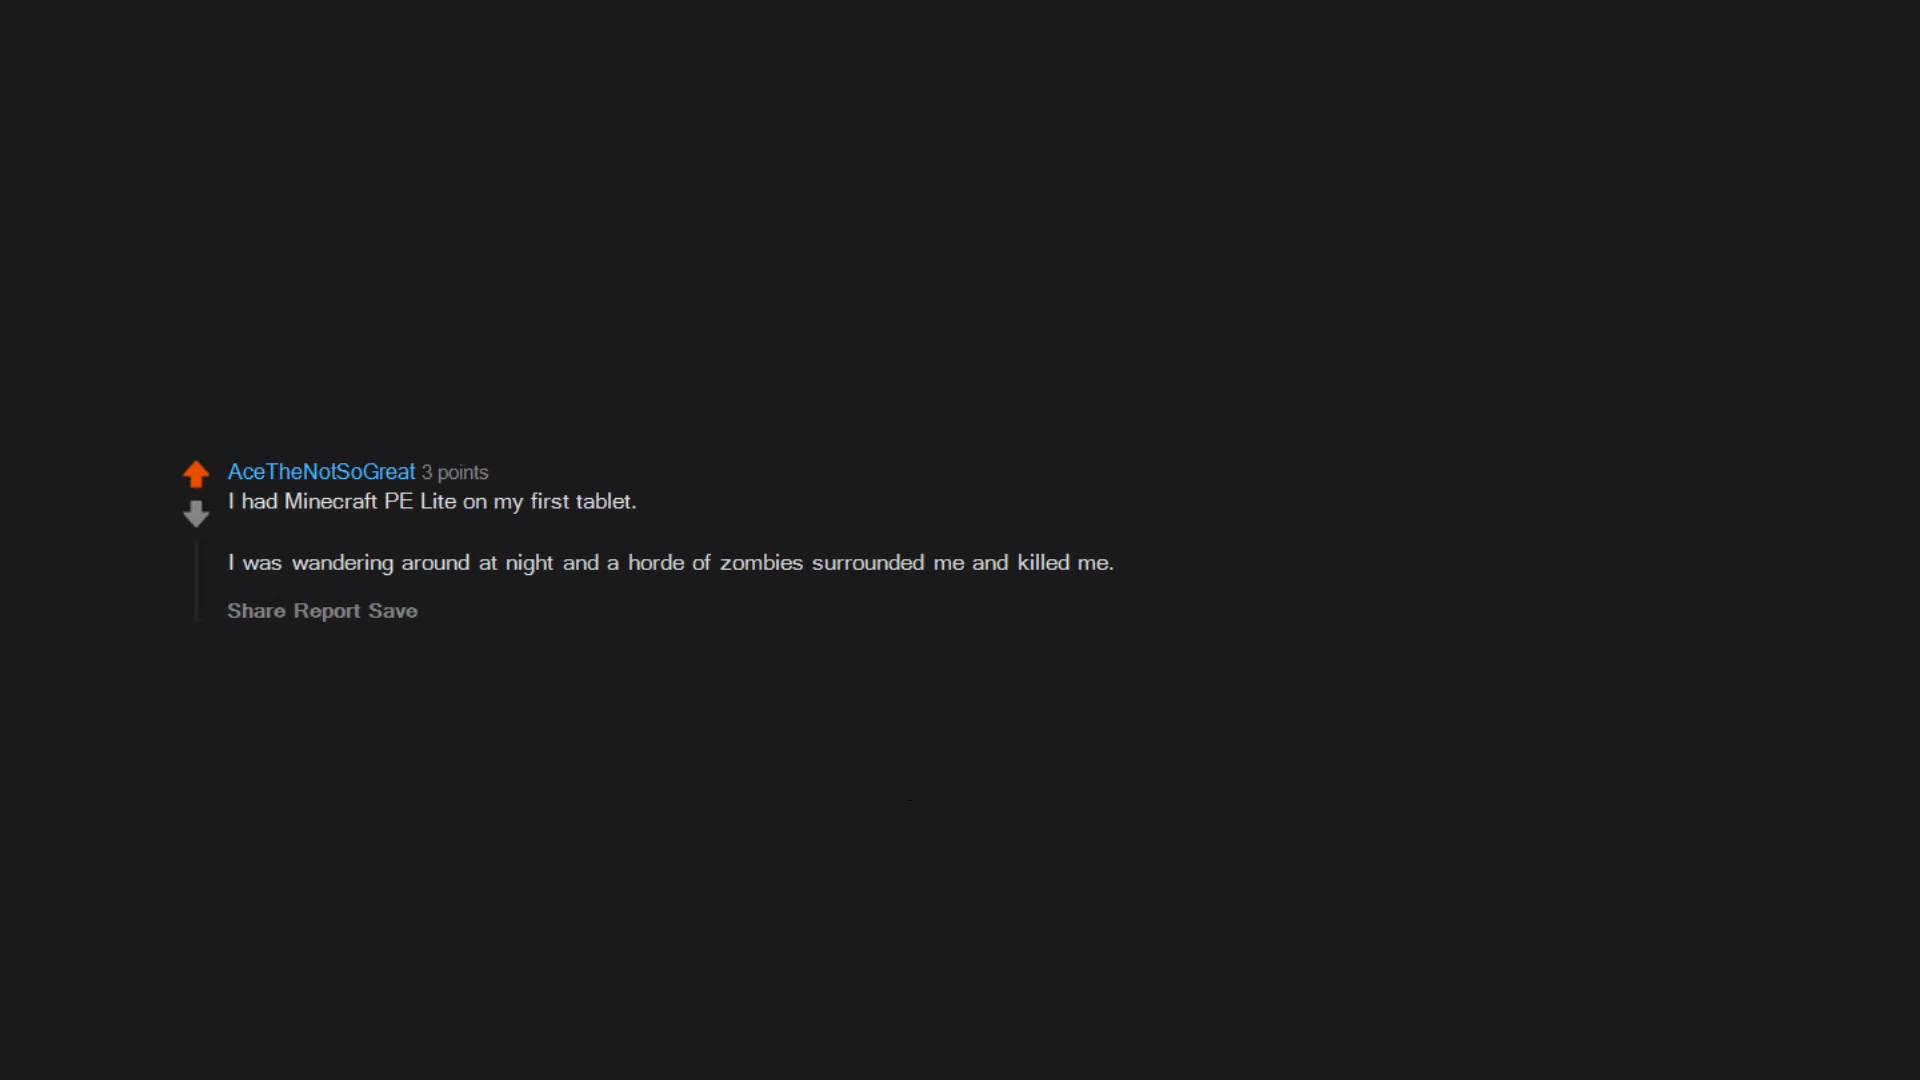 AceTheNotSoGreat 3 points
I had Minecraft PE Lite on my first tablet.
I was wandering around at night and a horde of zombies surrounded me and killed me.
Share Report Save